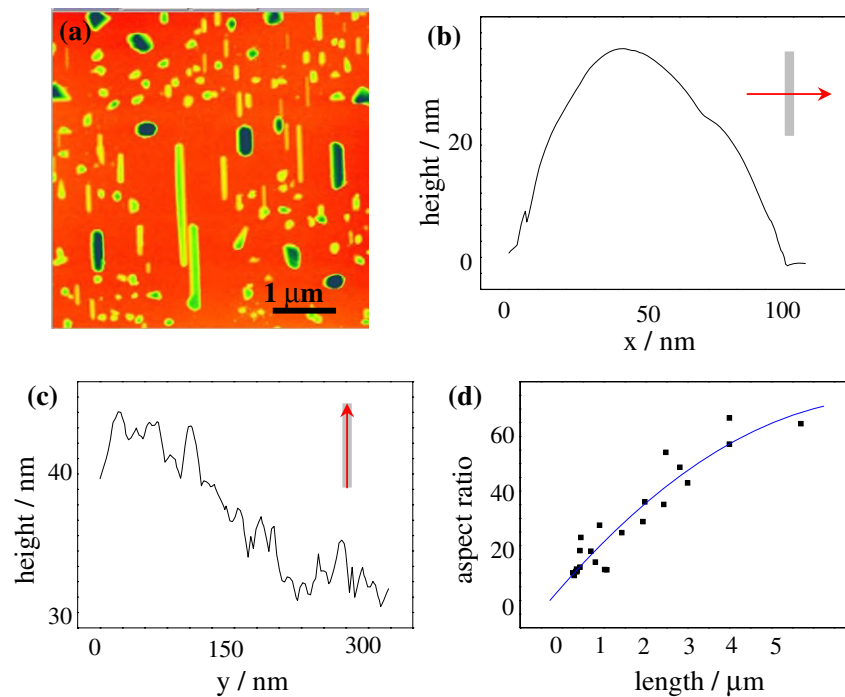 (a)
1 μm
(b)
height / nm
20
0
0 50 100
x / nm
(c)
height / nm
40
30
0 150 300
y / nm
(d)
aspect ratio
60
40
20
0
0 1 2 3 4 5
length / μm